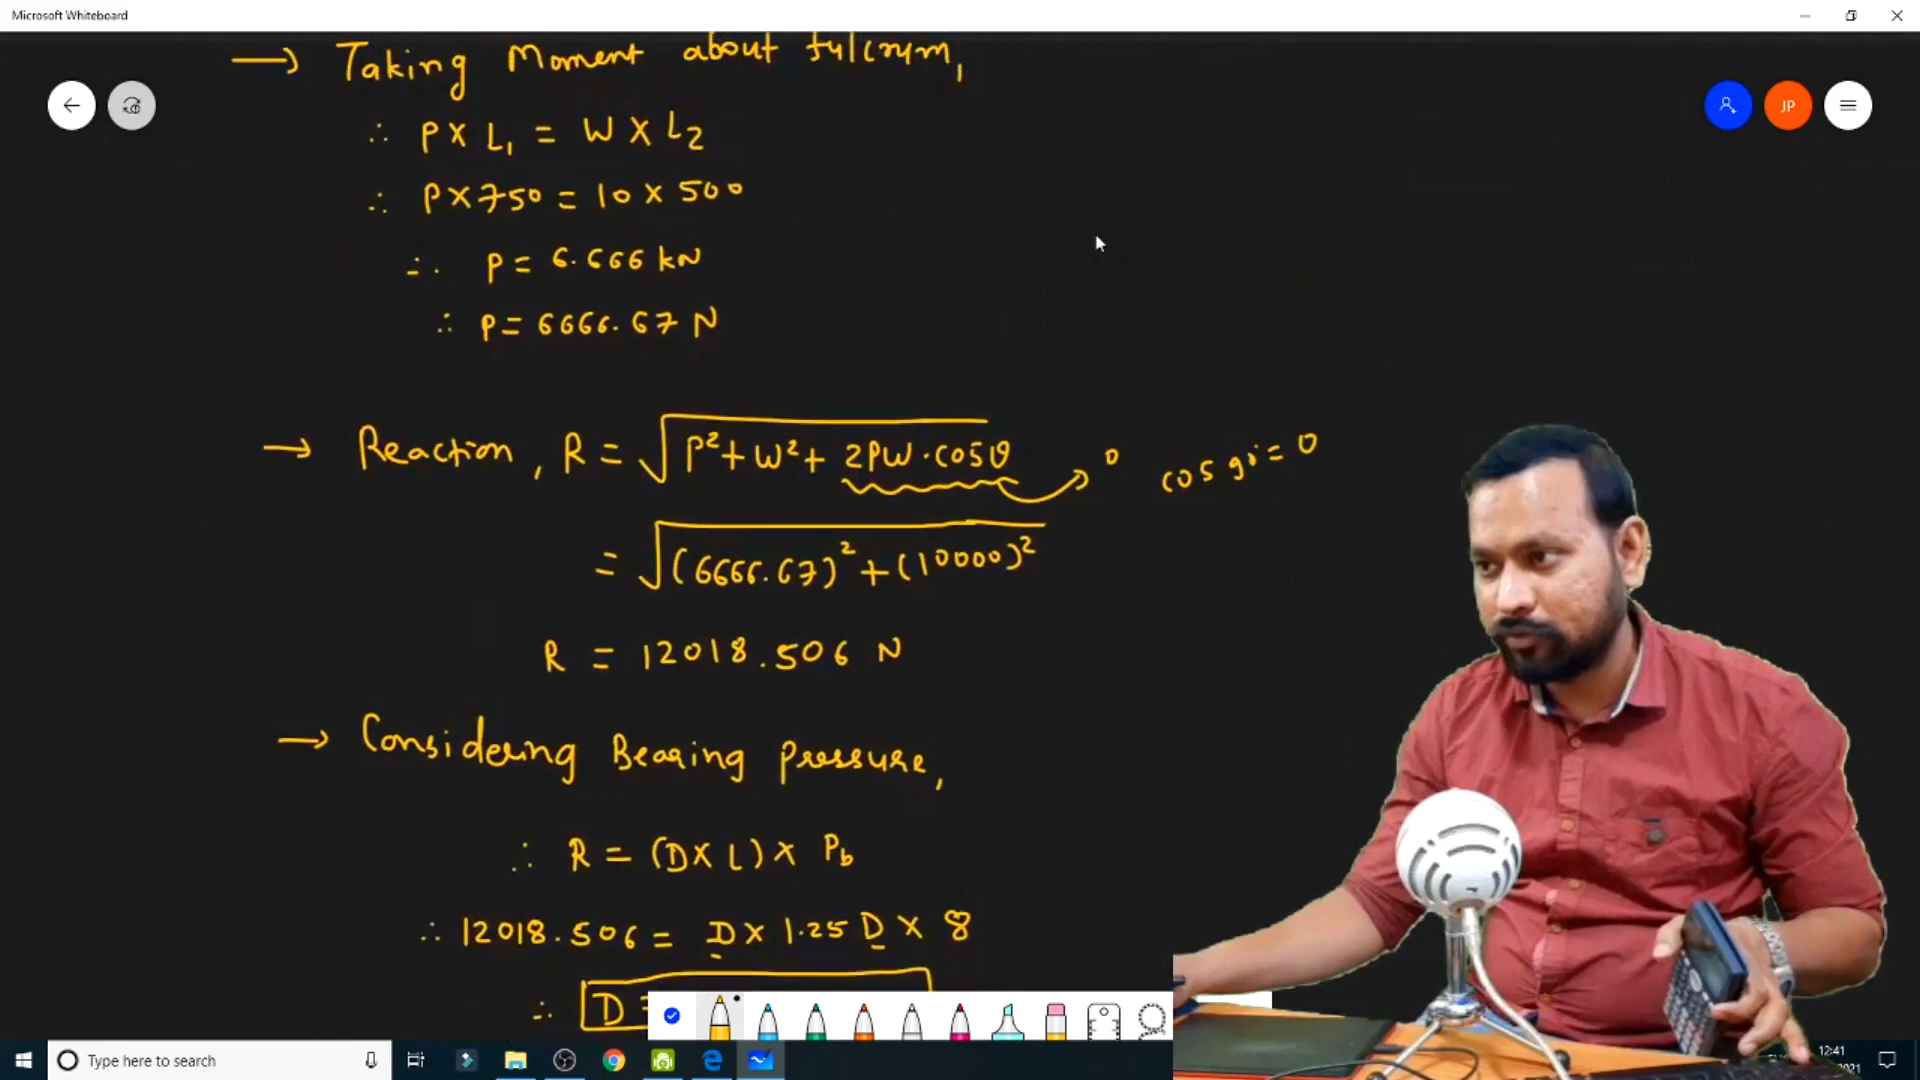 Microsoft Whiteboard
→ Taking Moment about fulcrum,
∴ P X L₁ = W X L₂
∴ P X 750 = 10 X 500
∴ P = 6.666 kN
∴ P = 6666.67 N
JP
→ Reaction, R = √P² + W² + 2PW · cosθ → 0 cos 90° = 0
= √(6666.67)² + (10000)²
R = 12018.506 N
→ Considering Bearing Pressure,
∴ R = (D X L) X Pb
∴ 12018.506 = D X 1.25 D X 8
∴ D =
Type here to search
12:41
2021